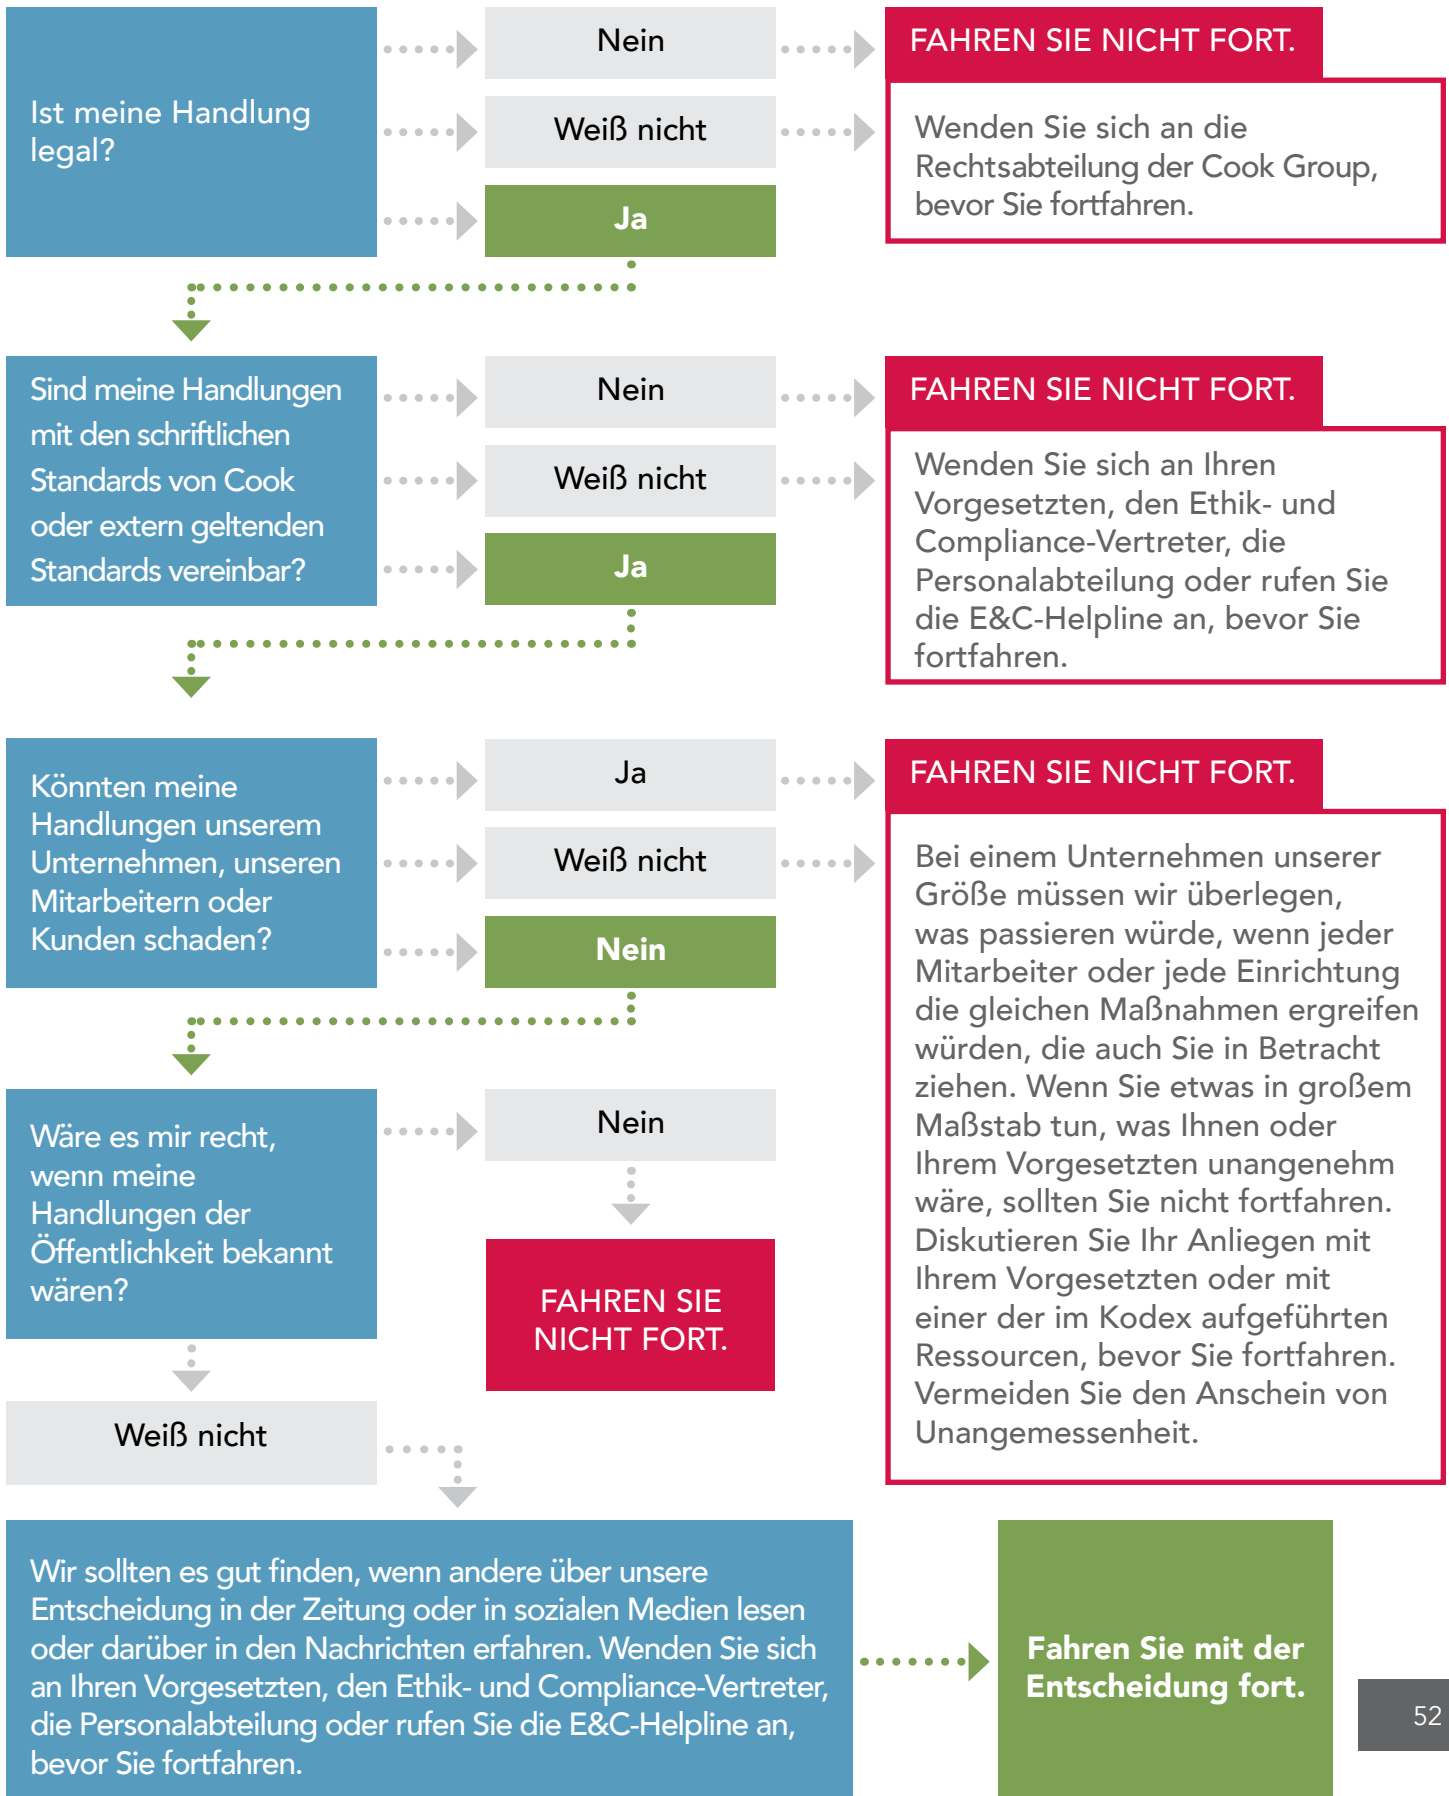 Ist meine Handlung
legal?
Nein
Weiß nicht
Ja
FAHREN SIE NICHT FORT.
Wenden Sie sich an die
Rechtsabteilung der Cook Group,
bevor Sie fortfahren.
Sind meine Handlungen
mit den schriftlichen
Standards von Cook
oder extern geltenden
Standards vereinbar?
Nein
Weiß nicht
Ja
FAHREN SIE NICHT FORT.
Wenden Sie sich an Ihren
Vorgesetzten, den Ethik- und
Compliance-Vertreter, die
Personalabteilung oder rufen Sie
die E&C-Helpline an, bevor Sie
fortfahren.
Könnten meine
Handlungen unserem
Unternehmen, unseren
Mitarbeitern oder
Kunden schaden?
Ja
Weiß nicht
Nein
FAHREN SIE NICHT FORT.
Bei einem Unternehmen unserer
Größe müssen wir überlegen,
was passieren würde, wenn jeder
Mitarbeiter oder jede Einrichtung
die gleichen Maßnahmen ergreifen
würden, die auch Sie in Betracht
ziehen. Wenn Sie etwas in großem
Maßstab tun, was Ihnen oder
Ihrem Vorgesetzten unangenehm
wäre, sollten Sie nicht fortfahren.
Diskutieren Sie Ihr Anliegen mit
Ihrem Vorgesetzten oder mit
einer der im Kodex aufgeführten
Ressourcen, bevor Sie fortfahren.
Vermeiden Sie den Anschein von
Unangemessenheit.
Wäre es mir recht,
wenn meine
Handlungen der
Öffentlichkeit bekannt
wären?
Nein
FAHREN SIE
NICHT FORT.
Weiß nicht
Wir sollten es gut finden, wenn andere über unsere
Entscheidung in der Zeitung oder in sozialen Medien lesen
oder darüber in den Nachrichten erfahren. Wenden Sie sich
an Ihren Vorgesetzten, den Ethik- und Compliance-Vertreter,
die Personalabteilung oder rufen Sie die E&C-Helpline an,
bevor Sie fortfahren.
Fahren Sie mit der
Entscheidung fort.
52